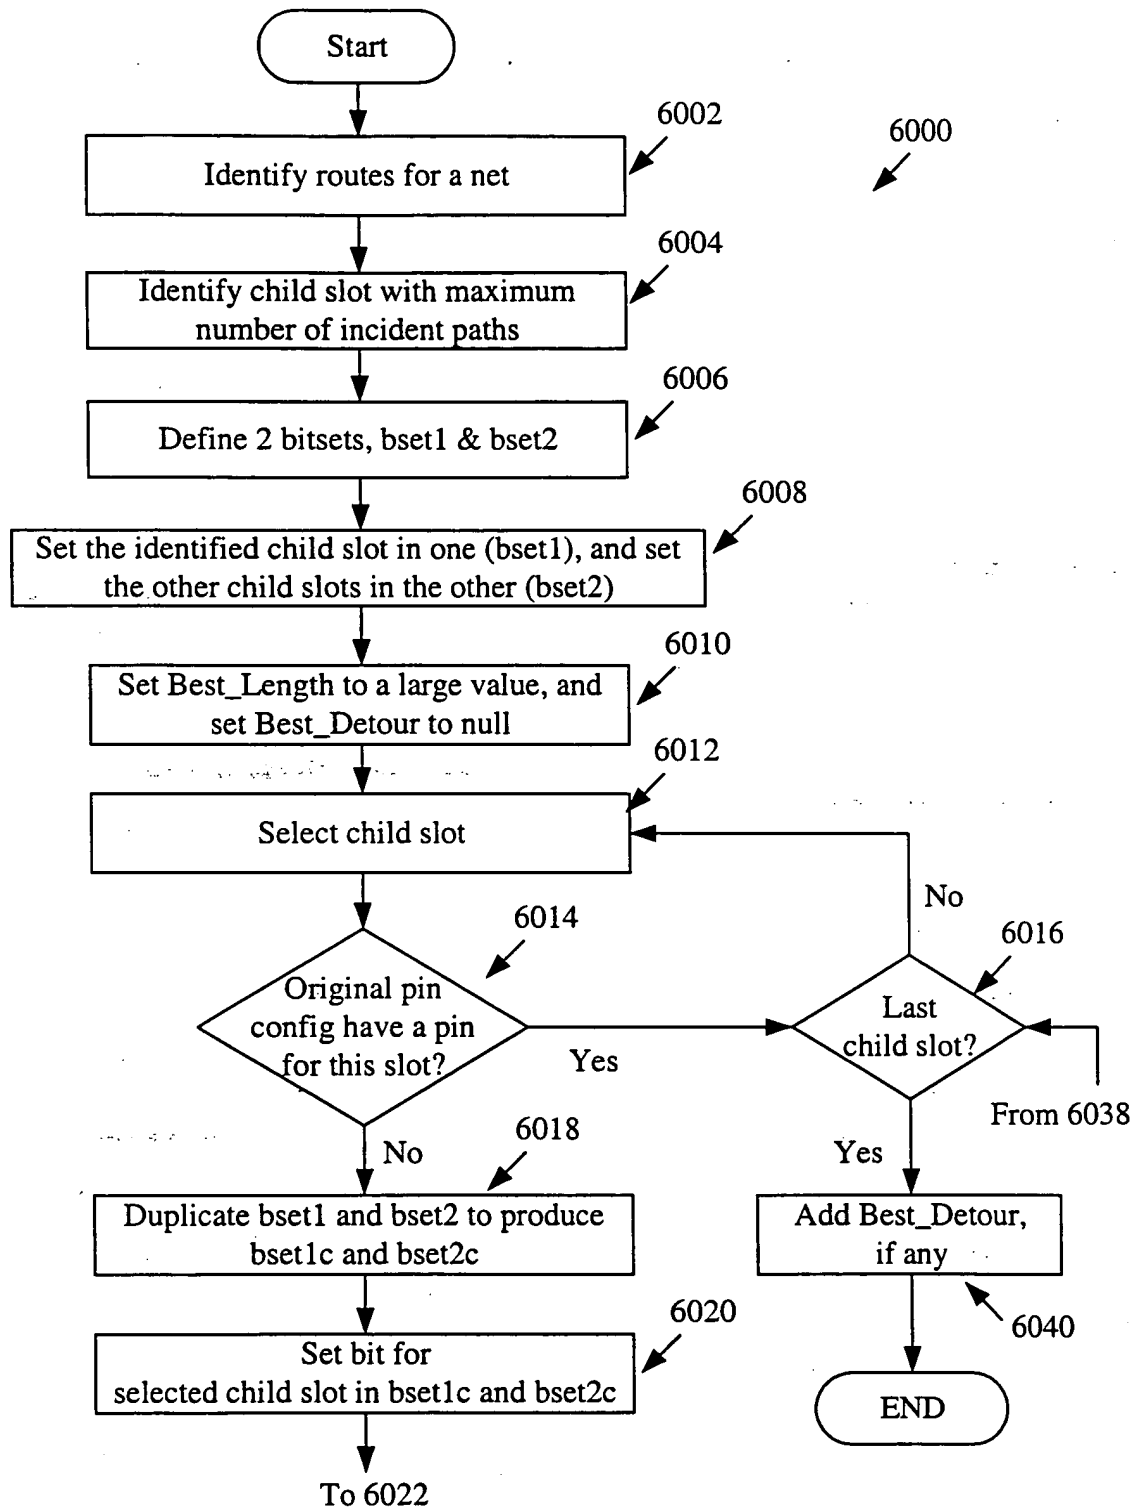 Start
6002
6000
Identify routes for a net
6004
Identify child slot with maximum
number of incident paths
6006
Define 2 bitsets, bset1 & bset2
6008
Set the identified child slot in one (bset1), and set
the other child slots in the other (bset2)
6010
Set Best_Length to a large value, and
set Best_Detour to null
6012
Select child slot
No
6014
6016
Original pin
config have a pin
for this slot?
Last
child slot?
Yes
From 6038
No
6018
Yes
Duplicate bset1 and bset2 to produce
bset1c and bset2c
Add Best_Detour,
if any
6020
6040
Set bit for
selected child slot in bset1c and bset2c
END
To 6022